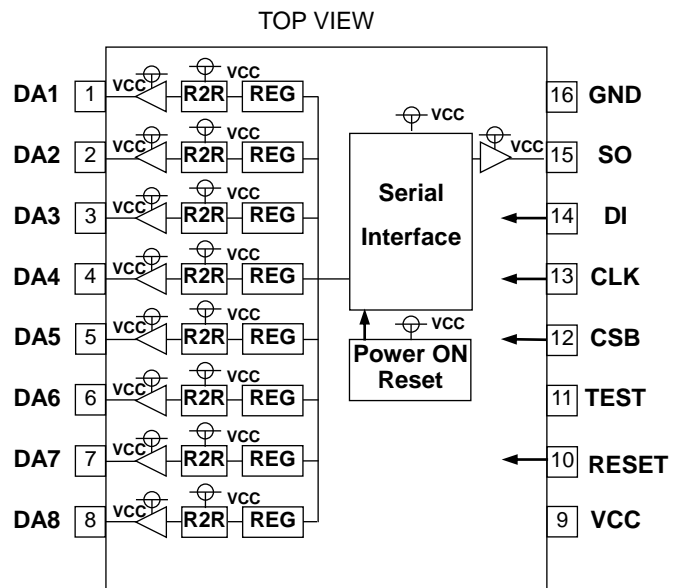 TOP VIEW
DA1 1 VCC R2R VCC REG
DA2 2 VCC R2R VCC REG
DA3 3 VCC R2R VCC REG
DA4 4 VCC R2R VCC REG
DA5 5 VCC R2R VCC REG
DA6 6 VCC R2R VCC REG
DA7 7 VCC R2R VCC REG
DA8 8 VCC R2R VCC REG
VCC
Serial
Interface
VCC
VCC
Power ON
Reset
16 GND
15 SO
14 DI
13 CLK
12 CSB
11 TEST
10 RESET
9 VCC